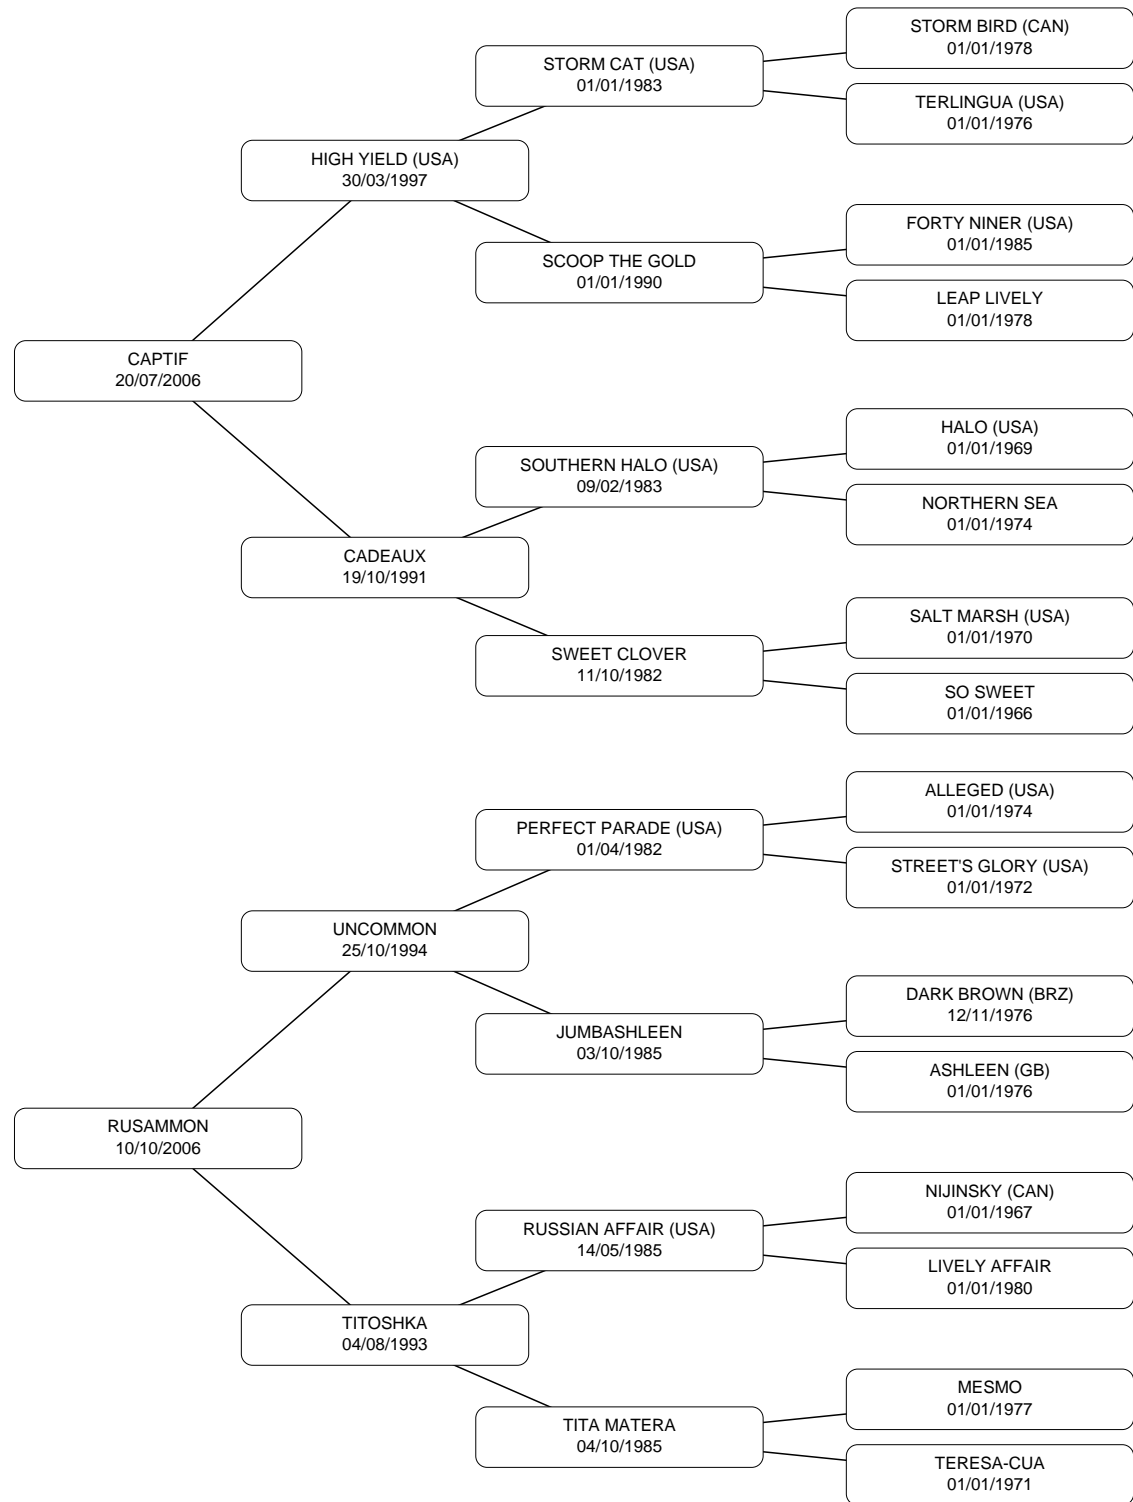 STORM BIRD (CAN)
01/01/1978
STORM CAT (USA)
01/01/1983
TERLINGUA (USA)
01/01/1976
HIGH YIELD (USA)
30/03/1997
FORTY NINER (USA)
01/01/1985
SCOOP THE GOLD
01/01/1990
LEAP LIVELY
01/01/1978
CAPTIF
20/07/2006
HALO (USA)
01/01/1969
SOUTHERN HALO (USA)
09/02/1983
NORTHERN SEA
01/01/1974
CADEAUX
19/10/1991
SALT MARSH (USA)
01/01/1970
SWEET CLOVER
11/10/1982
SO SWEET
01/01/1966
ALLEGED (USA)
01/01/1974
PERFECT PARADE (USA)
01/04/1982
STREET'S GLORY (USA)
01/01/1972
UNCOMMON
25/10/1994
DARK BROWN (BRZ)
12/11/1976
JUMBASHLEEN
03/10/1985
ASHLEEN (GB)
01/01/1976
RUSAMMON
10/10/2006
NIJINSKY (CAN)
01/01/1967
RUSSIAN AFFAIR (USA)
14/05/1985
LIVELY AFFAIR
01/01/1980
TITOSHKA
04/08/1993
MESMO
01/01/1977
TITA MATERA
04/10/1985
TERESA-CUA
01/01/1971